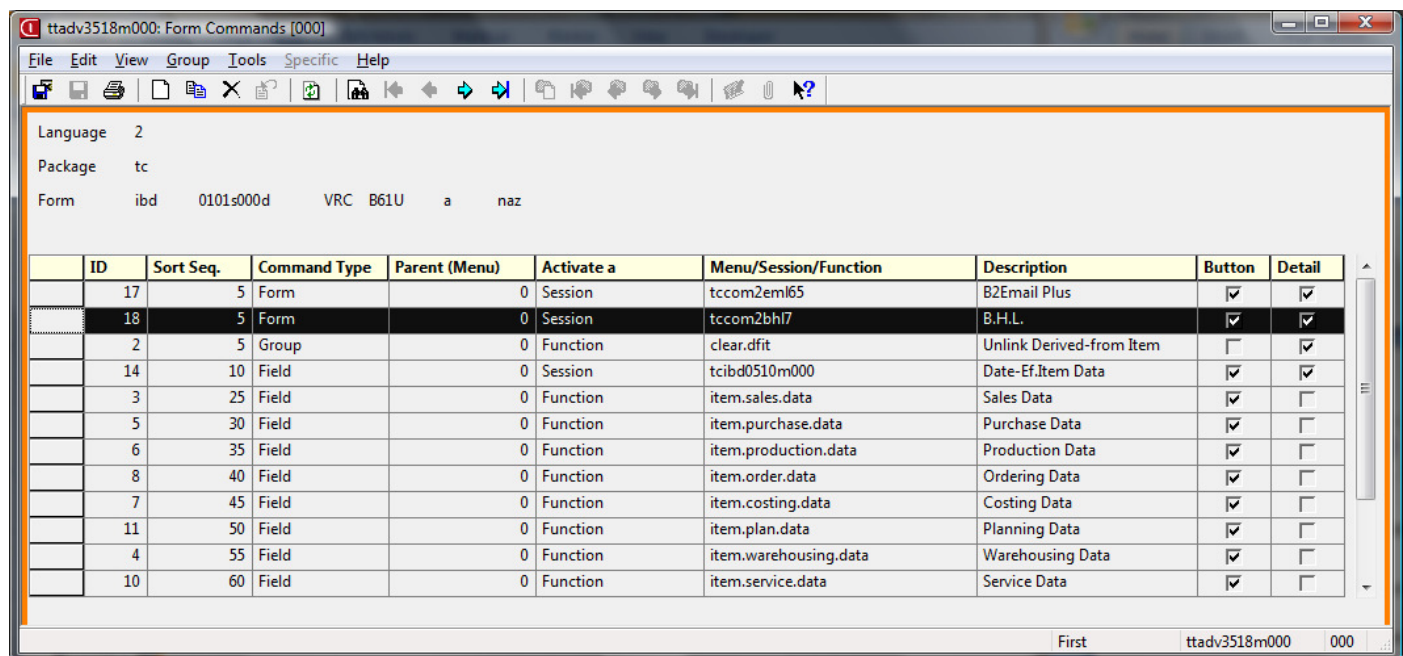 ttadv3518m000: Form Commands [000]
File Edit View Group Tools Specific Help
Language 2
Package tc
Form ibd 0101s000d VRC B61U a naz
ID Sort Seq. Command Type Parent (Menu) Activate a Menu/Session/Function Description Button Detail
17 5 Form 0 Session tccom2eml65 B2Email Plus
18 5 Form 0 Session tccom2bhl7 B.H.L.
2 5 Group 0 Function clear.dfit Unlink Derived-from Item
14 10 Field 0 Session tcibd0510m000 Date-Ef.Item Data
3 25 Field 0 Function item.sales.data Sales Data
5 30 Field 0 Function item.purchase.data Purchase Data
6 35 Field 0 Function item.production.data Production Data
8 40 Field 0 Function item.order.data Ordering Data
7 45 Field 0 Function item.costing.data Costing Data
11 50 Field 0 Function item.plan.data Planning Data
4 55 Field 0 Function item.warehousing.data Warehousing Data
10 60 Field 0 Function item.service.data Service Data
First ttadv3518m000 000